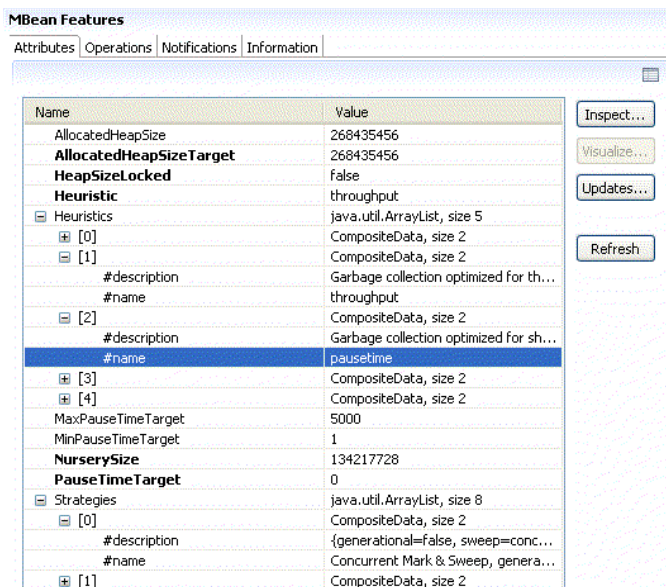 MBean Features
Attributes Operations Notifications Information
Name Value
AllocatedHeapSize 268435456
AllocatedHeapSizeTarget 268435456
HeapSizeLocked false
Heuristic throughput
Heuristics java.util.ArrayList, size 5
[0] CompositeData, size 2
[1] CompositeData, size 2
#description Garbage collection optimized for th...
#name throughput
[2] CompositeData, size 2
#description Garbage collection optimized for sh...
#name pausetime
[3] CompositeData, size 2
[4] CompositeData, size 2
MaxPauseTimeTarget 5000
MinPauseTimeTarget 1
NurserySize 134217728
PauseTimeTarget 0
Strategies java.util.ArrayList, size 8
[0] CompositeData, size 2
#description {generational=false, sweep=conc...
#name Concurrent Mark & Sweep, genera...
[1] CompositeData, size 2
Inspect...
Visualize...
Updates...
Refresh